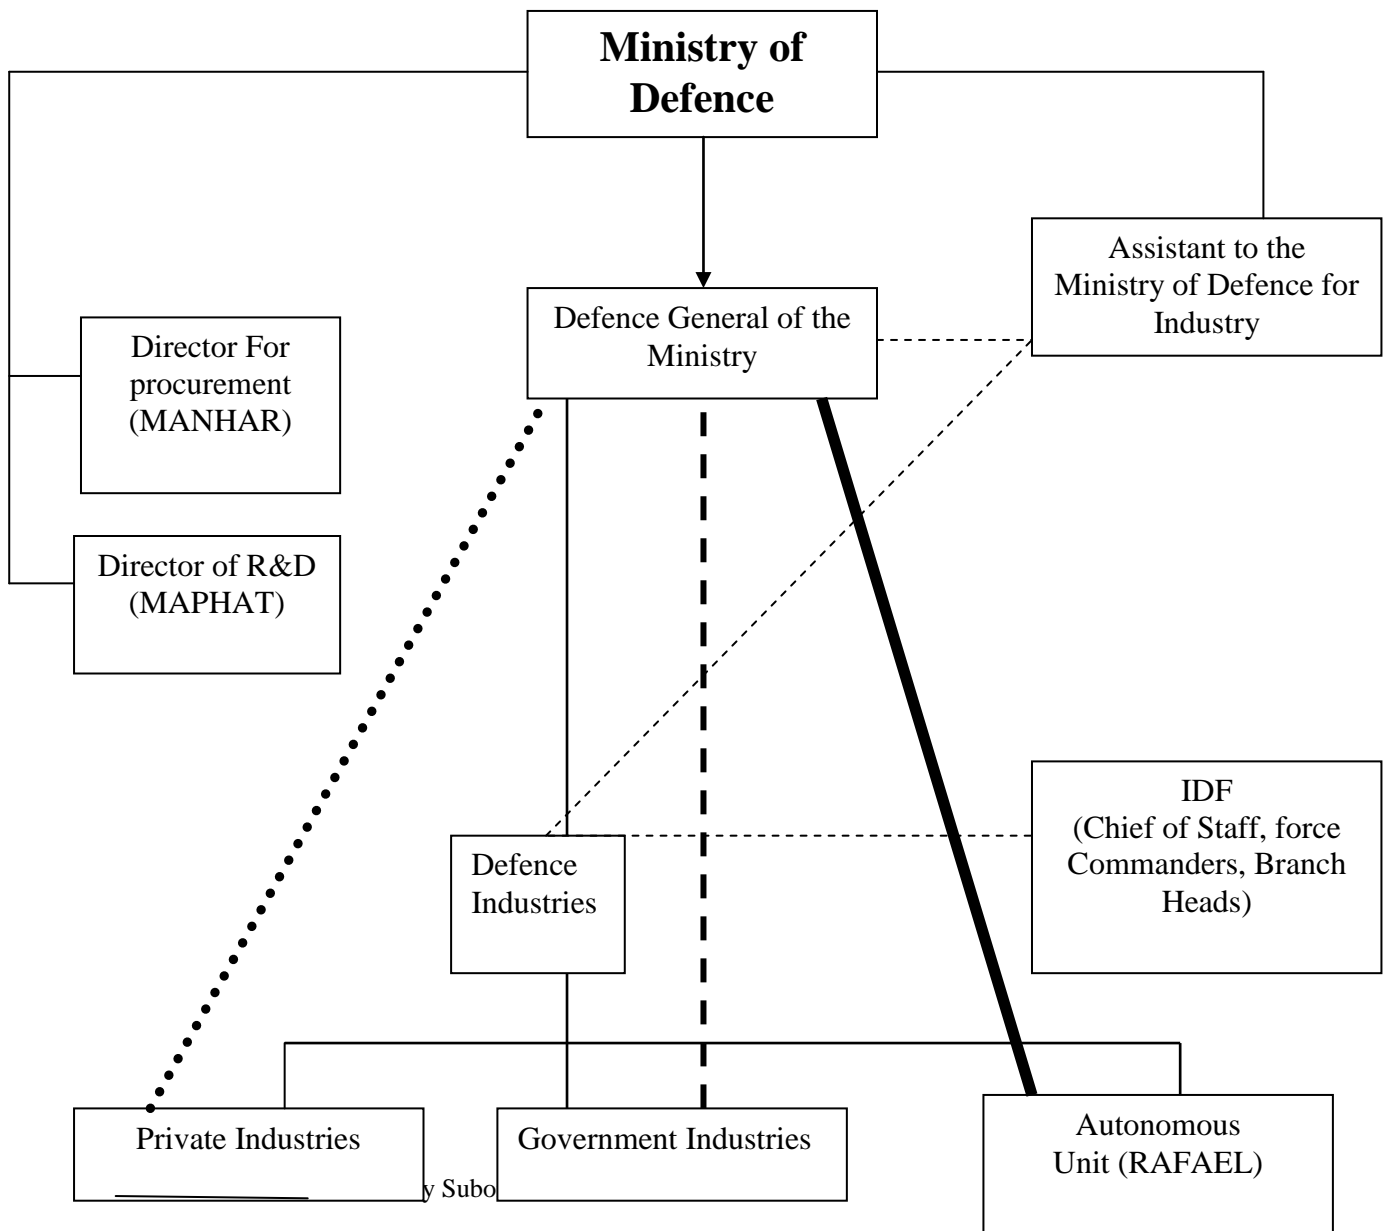 Ministry of
Defence
Assistant to the
Ministry of Defence for
Industry
Defence General of the
Ministry
Director For
procurement
(MANHAR)
Director of R&D
(MAPHAT)
IDF
(Chief of Staff, force
Commanders, Branch
Heads)
Defence
Industries
Private Industries
Government Industries
Autonomous
Unit (RAFAEL)
y Subo